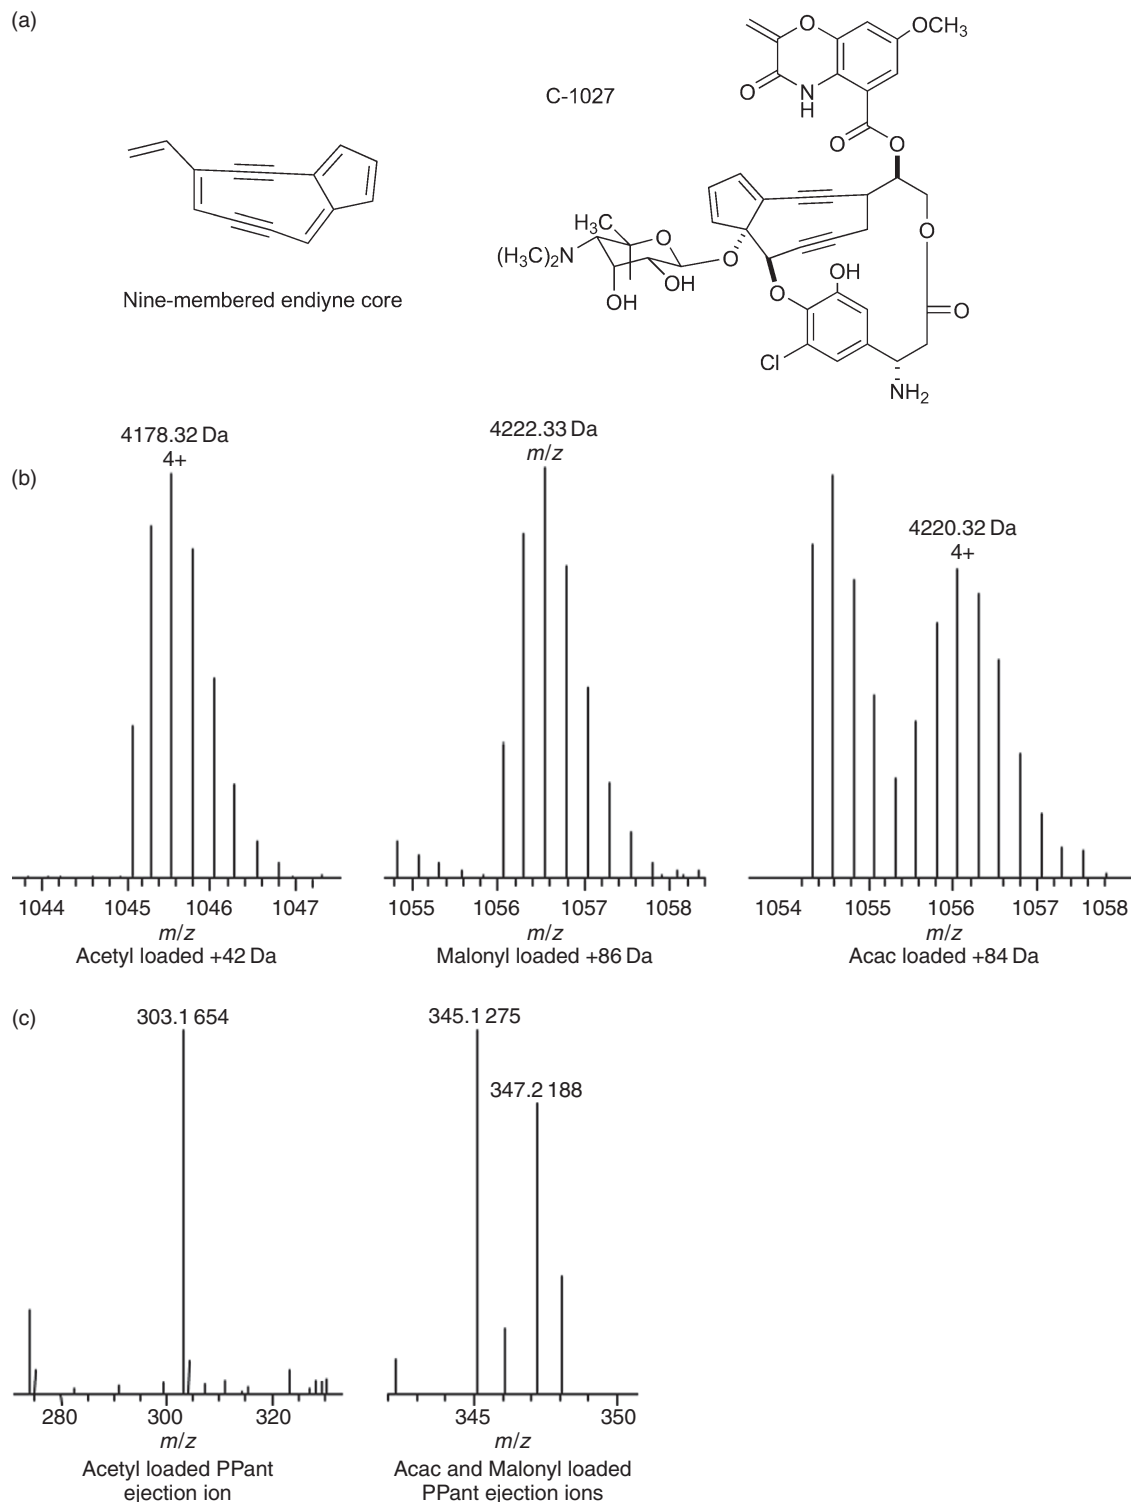 (a)
C-1027
O
OCH3
O
N
H
O
O
O
H3C
(H3C)2N
O
OH
OH
O
O
OH
O
Cl
NH2
Nine-membered endiyne core
(b)
4178.32 Da
4+
4222.33 Da
m/z
4220.32 Da
4+
1044 1045 1046 1047
m/z
Acetyl loaded +42 Da
1055 1056 1057 1058
m/z
Malonyl loaded +86 Da
1054 1055 1056 1057 1058
m/z
Acac loaded +84 Da
(c)
303.1 654
345.1 275
347.2 188
280 300 320
m/z
Acetyl loaded PPant
ejection ion
345 350
m/z
Acac and Malonyl loaded
PPant ejection ions